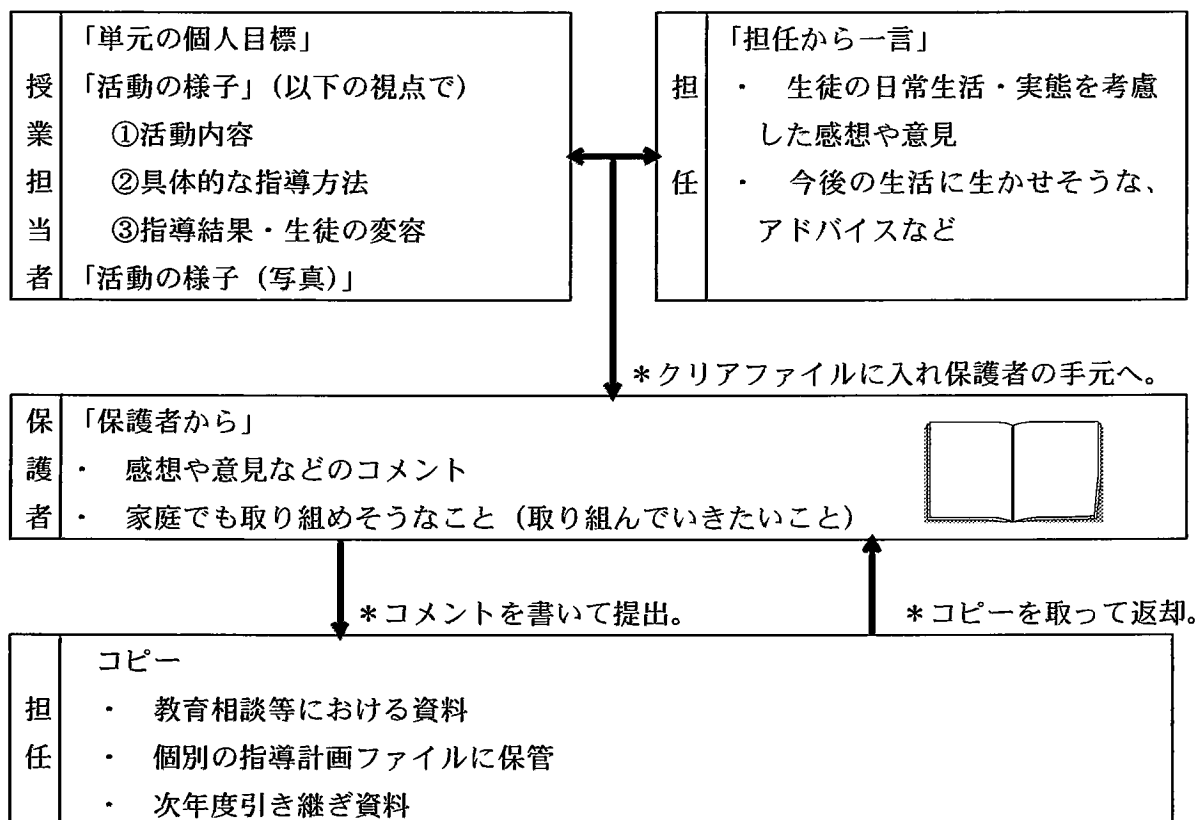 授業担当者
「単元の個人目標」
「活動の様子」(以下の視点で)
①活動内容
②具体的な指導方法
③指導結果・生徒の変容
「活動の様子(写真)」
担任
「担任から一言」
・ 生徒の日常生活・実態を考慮
した感想や意見
・ 今後の生活に生かせそうな、
アドバイスなど
*クリアファイルに入れ保護者の手元へ。
保護者
「保護者から」
・ 感想や意見などのコメント
・ 家庭でも取り組めそうなこと(取り組んでいきたいこと)
*コメントを書いて提出。
*コピーを取って返却。
担任
コピー
・ 教育相談等における資料
・ 個別の指導計画ファイルに保管
・ 次年度引き継ぎ資料